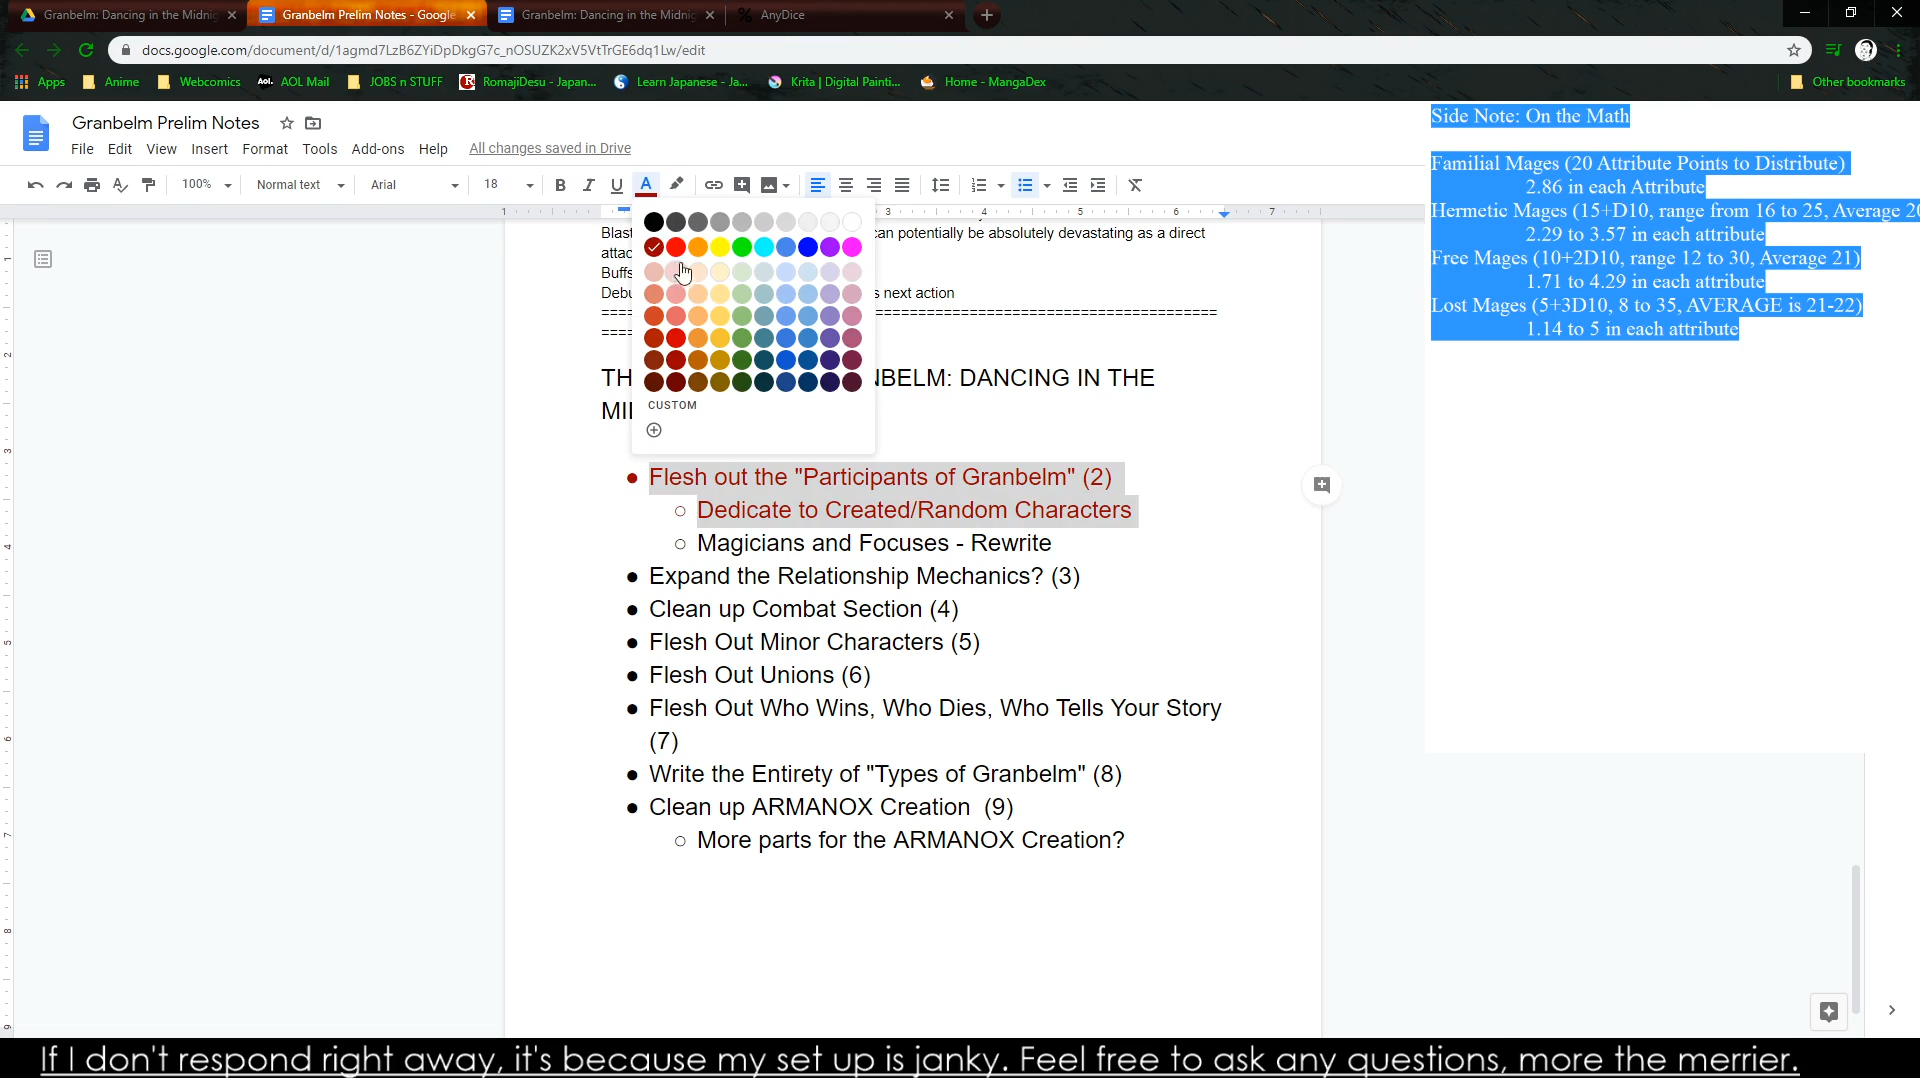 Granbelm: Dancing in the Midnig
Granbelm Prelim Notes - Google
Granbelm: Dancing in the Midnig
AnyDice
docs.google.com/document/d/1agmd7LzB6ZYiDpDkgG7c_nOSUZK2xV5VtTrGE6dq1Lw/edit
Apps
Anime
Webcomics
Aol.
AOL Mail
JOBS n STUFF
RomajiDesu - Japan...
Learn Japanese - Ja...
Krita | Digital Painti...
Home - MangaDex
Other bookmarks
Granbelm Prelim Notes
File Edit View Insert Format Tools Add-ons Help All changes saved in Drive
100% Normal text Arial 18
Blast
can potentially be absolutely devastating as a direct
attac
Buffs
Debu
s next action
===================================
TH
NBELM: DANCING IN THE
MI
CUSTOM
● Flesh out the "Participants of Granbelm" (2)
○ Dedicate to Created/Random Characters
○ Magicians and Focuses - Rewrite
● Expand the Relationship Mechanics? (3)
● Clean up Combat Section (4)
● Flesh Out Minor Characters (5)
● Flesh Out Unions (6)
● Flesh Out Who Wins, Who Dies, Who Tells Your Story
(7)
● Write the Entirety of "Types of Granbelm" (8)
● Clean up ARMANOX Creation (9)
○ More parts for the ARMANOX Creation?
Side Note: On the Math
Familial Mages (20 Attribute Points to Distribute)
2.86 in each Attribute
Hermetic Mages (15+D10, range from 16 to 25, Average 20
2.29 to 3.57 in each attribute
Free Mages (10+2D10, range 12 to 30, Average 21)
1.71 to 4.29 in each attribute
Lost Mages (5+3D10, 8 to 35, AVERAGE is 21-22)
1.14 to 5 in each attribute
If I don't respond right away, it's because my set up is janky. Feel free to ask any questions, more the merrier.